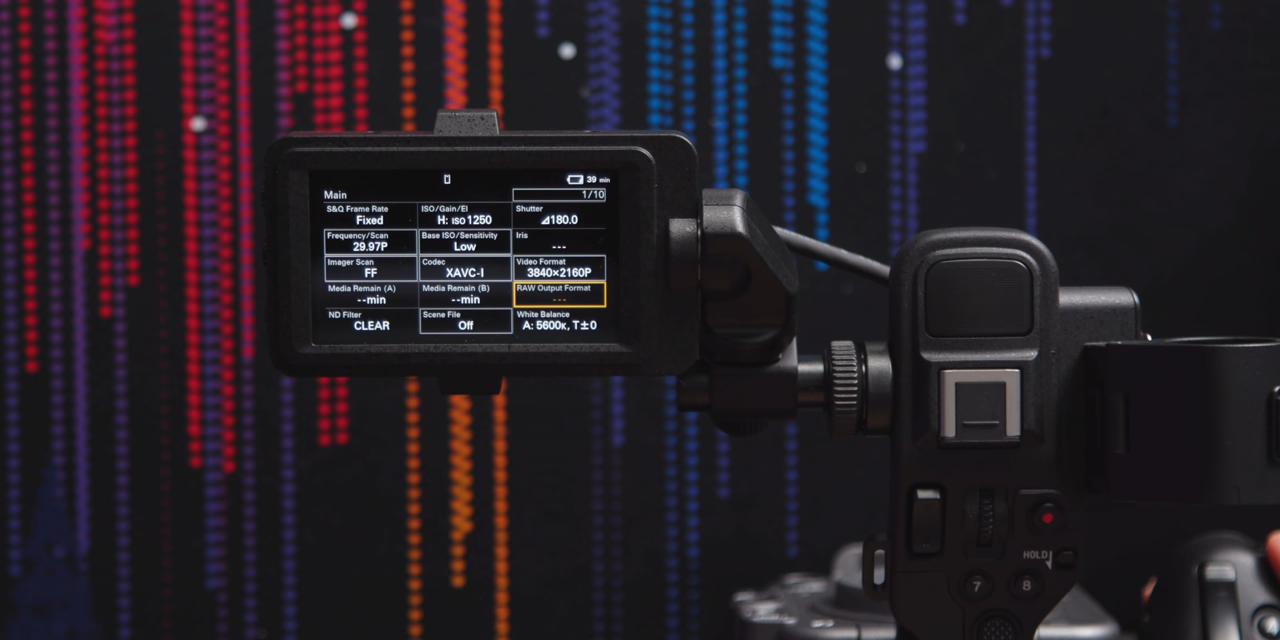 39 min
Main
1/10
S&Q Frame Rate
Fixed
ISO/Gain/EI
H: ISO 1250
Shutter
⊿180.0
Frequency/Scan
29.97P
Base ISO/Sensitivity
Low
Iris
---
Imager Scan
FF
Codec
XAVC-I
Video Format
3840×2160P
Media Remain (A)
--min
Media Remain (B)
--min
RAW Output Format
---
ND Filter
CLEAR
Scene File
Off
White Balance
A: 5600K, T±0
HOLD
7
8